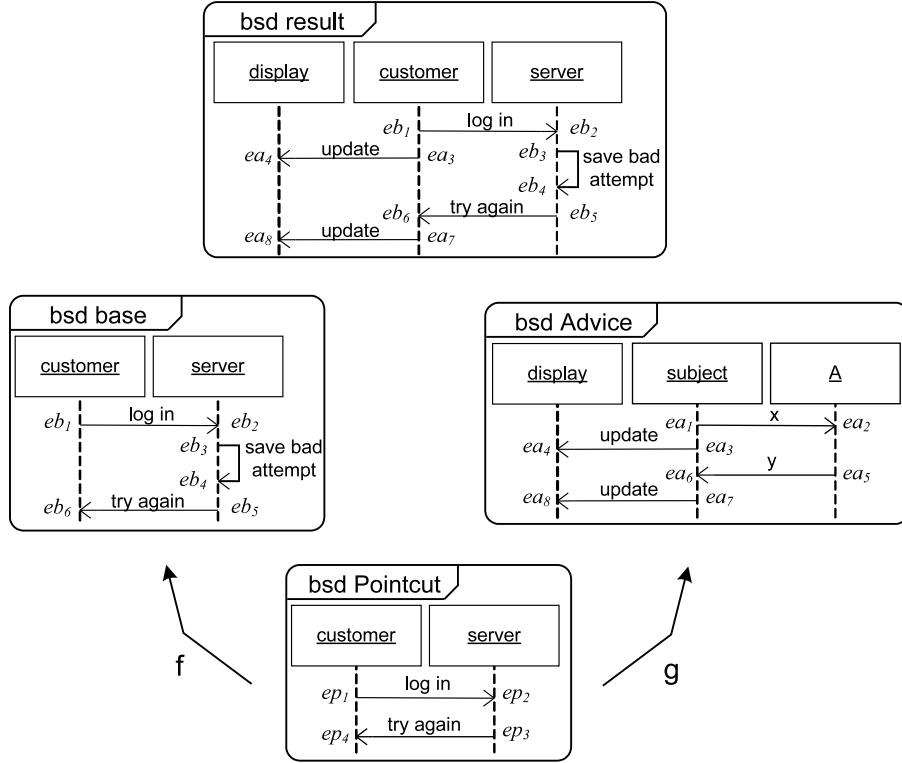 bsd result
display customer server
eb1 log in eb2
ea4 update ea3 eb3 save bad
eb4 attempt
eb6 try again eb5
ea8 update ea7
bsd base
customer server
eb1 log in eb2
eb3 save bad
eb4 attempt
eb6 try again eb5
bsd Advice
display subject A
ea1 x ea2
ea4 update ea3
ea6 y ea5
ea8 update ea7
f
bsd Pointcut
customer server
ep1 log in ep2
ep4 try again ep3
g